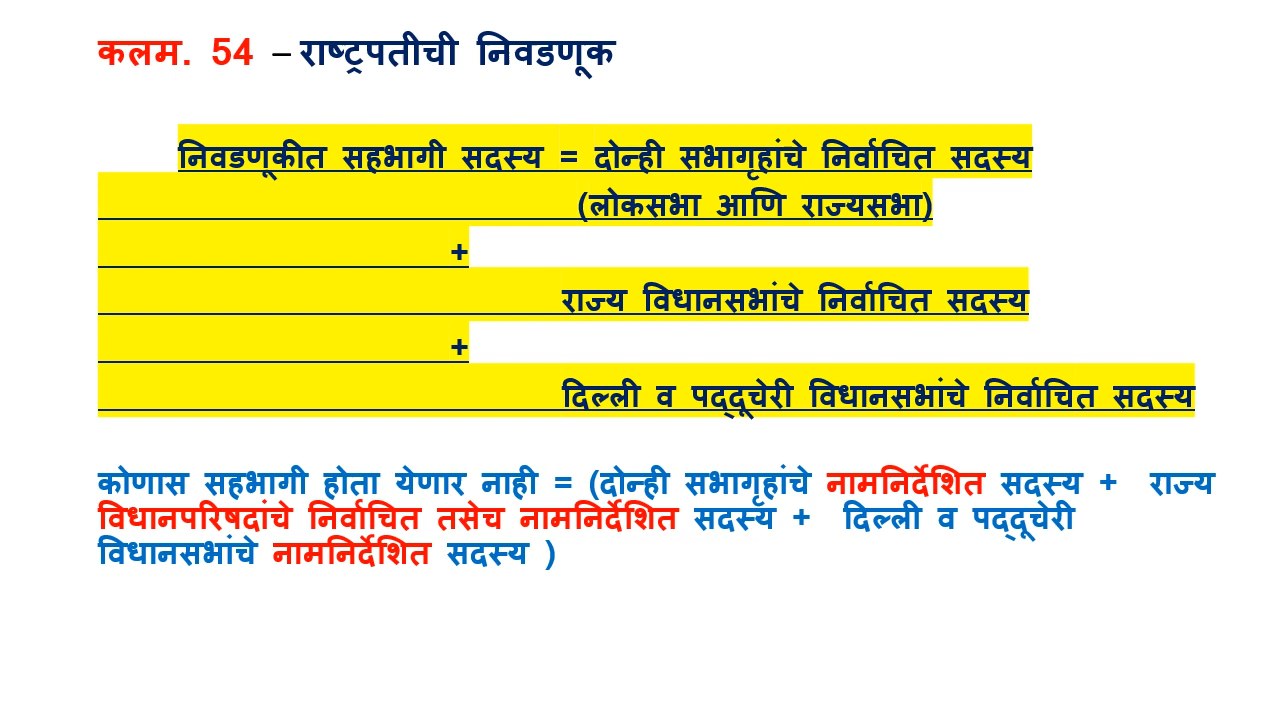 कलम. 54 – राष्ट्रपतीची निवडणूक
निवडणूकीत सहभागी सदस्य = दोन्ही सभागृहांचे निर्वाचित सदस्य
(लोकसभा आणि राज्यसभा)
+
राज्य विधानसभांचे निर्वाचित सदस्य
+
दिल्ली व पद्दूचेरी विधानसभांचे निर्वाचित सदस्य
कोणास सहभागी होता येणार नाही = (दोन्ही सभागृहांचे नामनिर्देशित सदस्य + राज्य
विधानपरिषदांचे निर्वाचित तसेच नामनिर्देशित सदस्य + दिल्ली व पद्दूचेरी
विधानसभांचे नामनिर्देशित सदस्य )